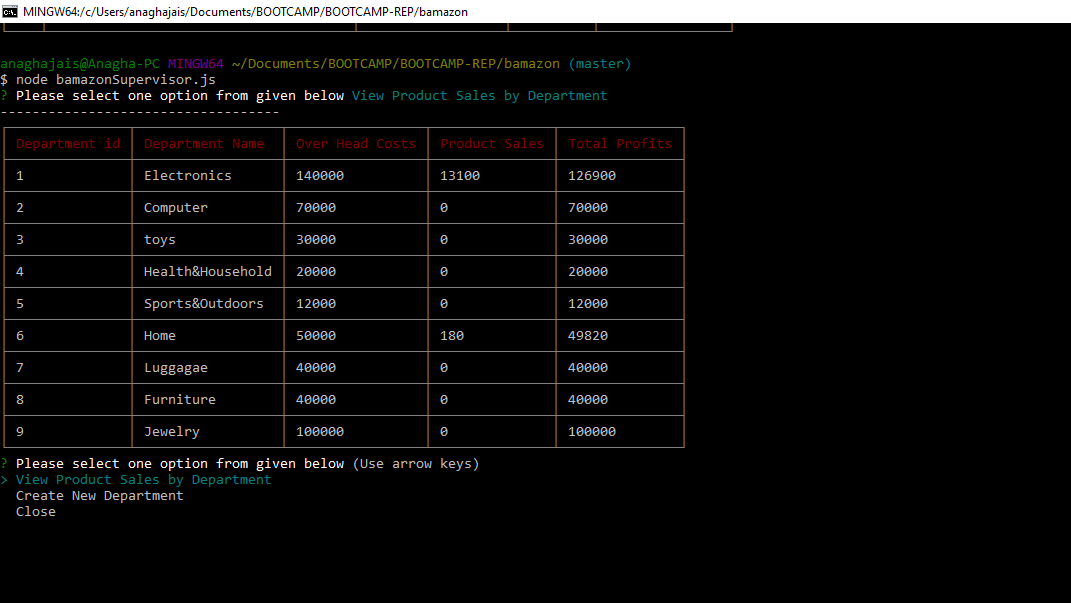 MINGW64:/c/Users/anaghajais/Documents/BOOTCAMP/BOOTCAMP-REP/bamazon
anaghajais@Anagha-PC MINGW64 ~/Documents/BOOTCAMP/BOOTCAMP-REP/bamazon (master)
$ node bamazonSupervisor.js
? Please select one option from given below View Product Sales by Department
-----------------------------------
Department id Department Name Over Head Costs Product Sales Total Profits
1 Electronics 140000 13100 126900
2 Computer 70000 0 70000
3 toys 30000 0 30000
4 Health&Household 20000 0 20000
5 Sports&Outdoors 12000 0 12000
6 Home 50000 180 49820
7 Luggagae 40000 0 40000
8 Furniture 40000 0 40000
9 Jewelry 100000 0 100000
? Please select one option from given below (Use arrow keys)
> View Product Sales by Department
Create New Department
Close